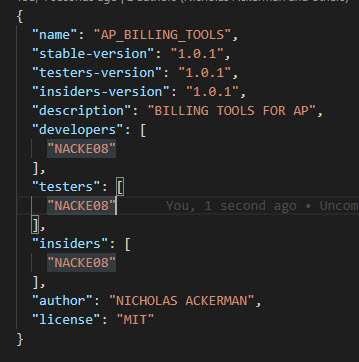 You, 4 seconds ago | 2 authors (Nicholas Ackerman and others)
{
"name": "AP_BILLING_TOOLS",
"stable-version": "1.0.1",
"testers-version": "1.0.1",
"insiders-version": "1.0.1",
"description": "BILLING TOOLS FOR AP",
"developers": [
"NACKE08"
],
"testers": [
"NACKE08" You, 1 second ago • Uncom
],
"insiders": [
"NACKE08"
],
"author": "NICHOLAS ACKERMAN",
"license": "MIT"
}